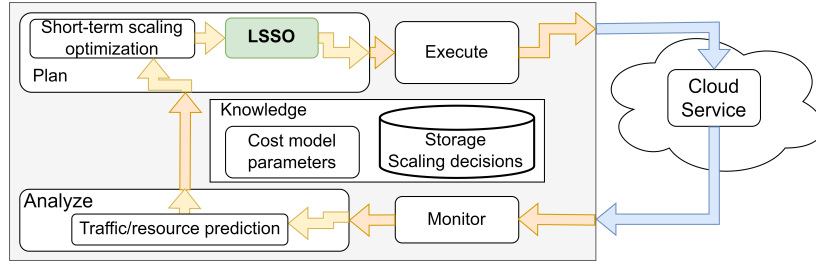 Short-term scaling
optimization
LSSO
Plan
Execute
Cloud
Service
Knowledge
Cost model
parameters
Storage
Scaling decisions
Analyze
Traffic/resource prediction
Monitor